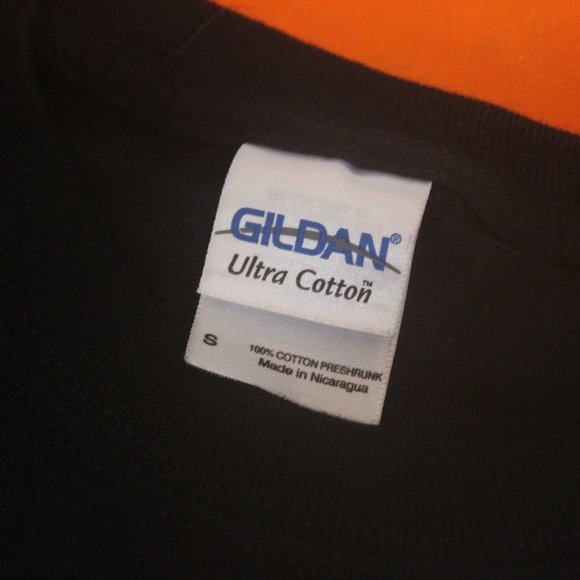 GILDAN®
Ultra Cotton™
S
100% COTTON PRESHRUNK
Made in Nicaragua